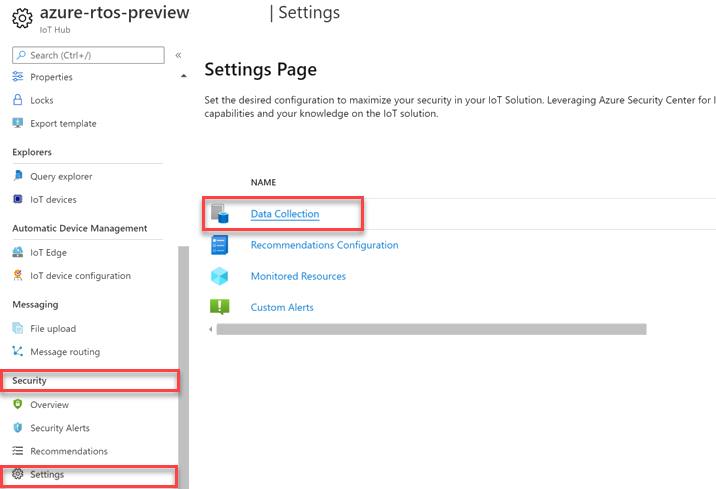 azure-rtos-preview | Settings
IoT Hub
Search (Ctrl+/)
«
Properties
Locks
Export template
Explorers
Query explorer
IoT devices
Automatic Device Management
IoT Edge
IoT device configuration
Messaging
File upload
Message routing
Security
Overview
Security Alerts
Recommendations
Settings
Settings Page
Set the desired configuration to maximize your security in your IoT Solution. Leveraging Azure Security Center for I
capabilities and your knowledge on the IoT solution.
NAME
Data Collection
Recommendations Configuration
Monitored Resources
Custom Alerts